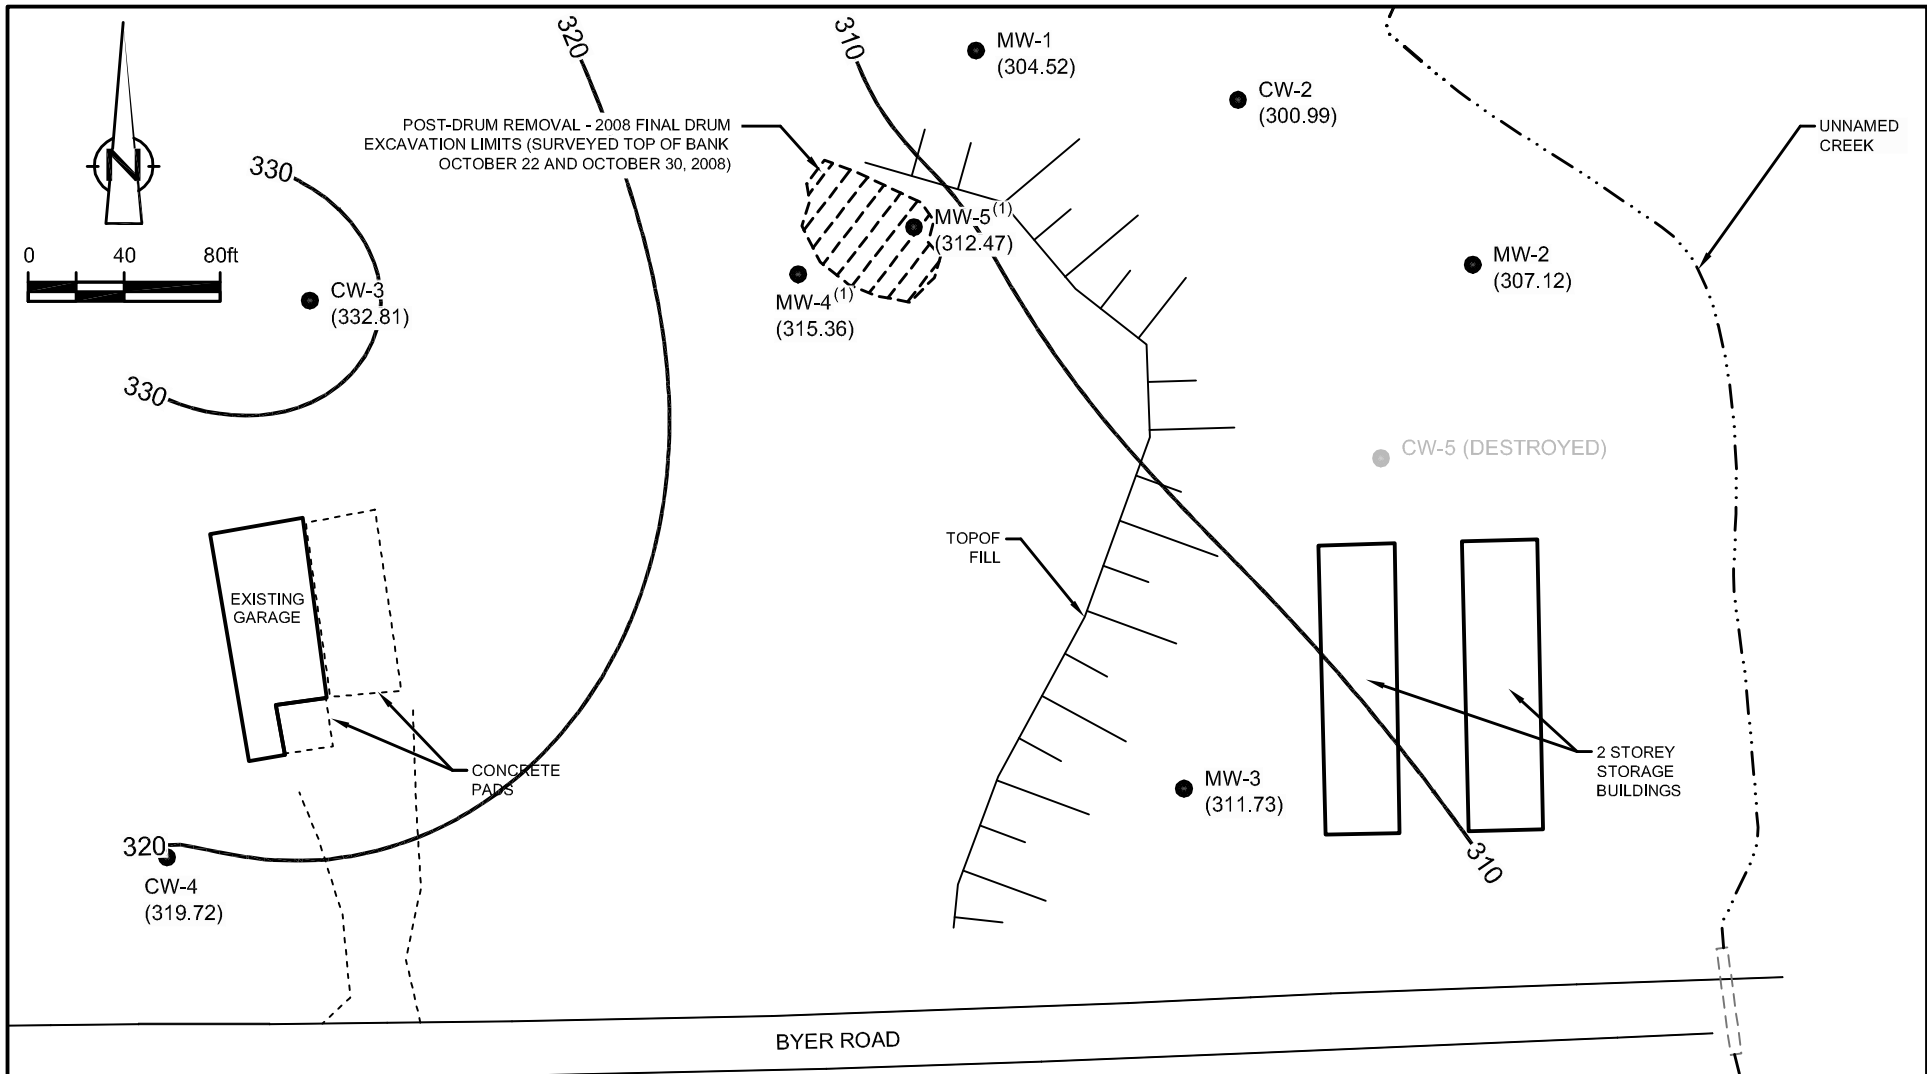 320
310
MW-1
(304.52)
CW-2
(300.99)
POST-DRUM REMOVAL - 2008 FINAL DRUM
EXCAVATION LIMITS (SURVEYED TOP OF BANK
OCTOBER 22 AND OCTOBER 30, 2008)
UNNAMED
CREEK
N
330
0 40 80ft
CW-3
(332.81)
MW-5(1)
(312.47)
MW-4(1)
(315.36)
MW-2
(307.12)
330
CW-5 (DESTROYED)
TOPOF
FILL
EXISTING
GARAGE
CONCRETE
PADS
MW-3
(311.73)
2 STOREY
STORAGE
BUILDINGS
320
310
CW-4
(319.72)
BYER ROAD